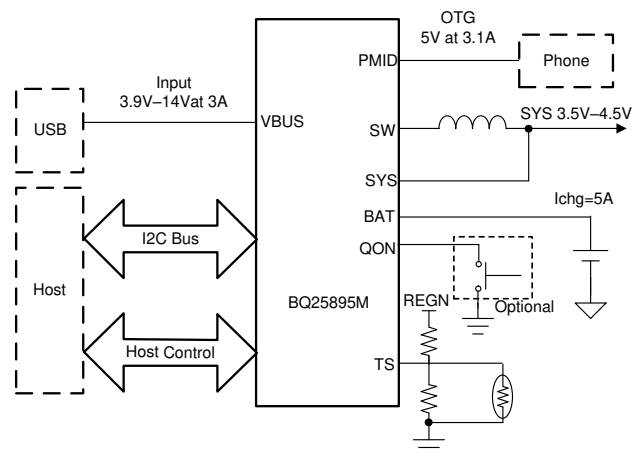 OTG
5V at 3.1A
PMID
Phone
Input
3.9V–14Vat 3A
USB
VBUS
SW
SYS 3.5V–4.5V
SYS
BAT
Ichg=5A
I2C Bus
QON
Host
BQ25895M
REGN
Optional
Host Control
TS